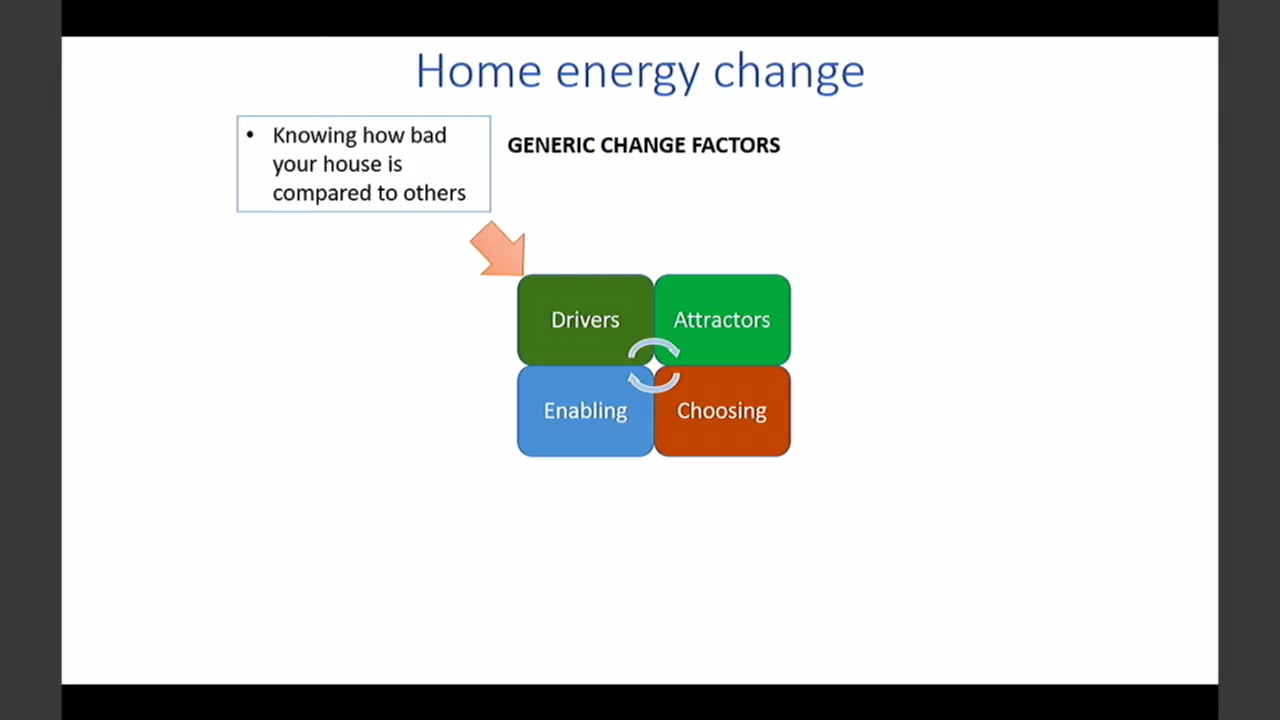 Home energy change
• Knowing how bad
your house is
compared to others
GENERIC CHANGE FACTORS
Drivers
Attractors
Enabling
Choosing